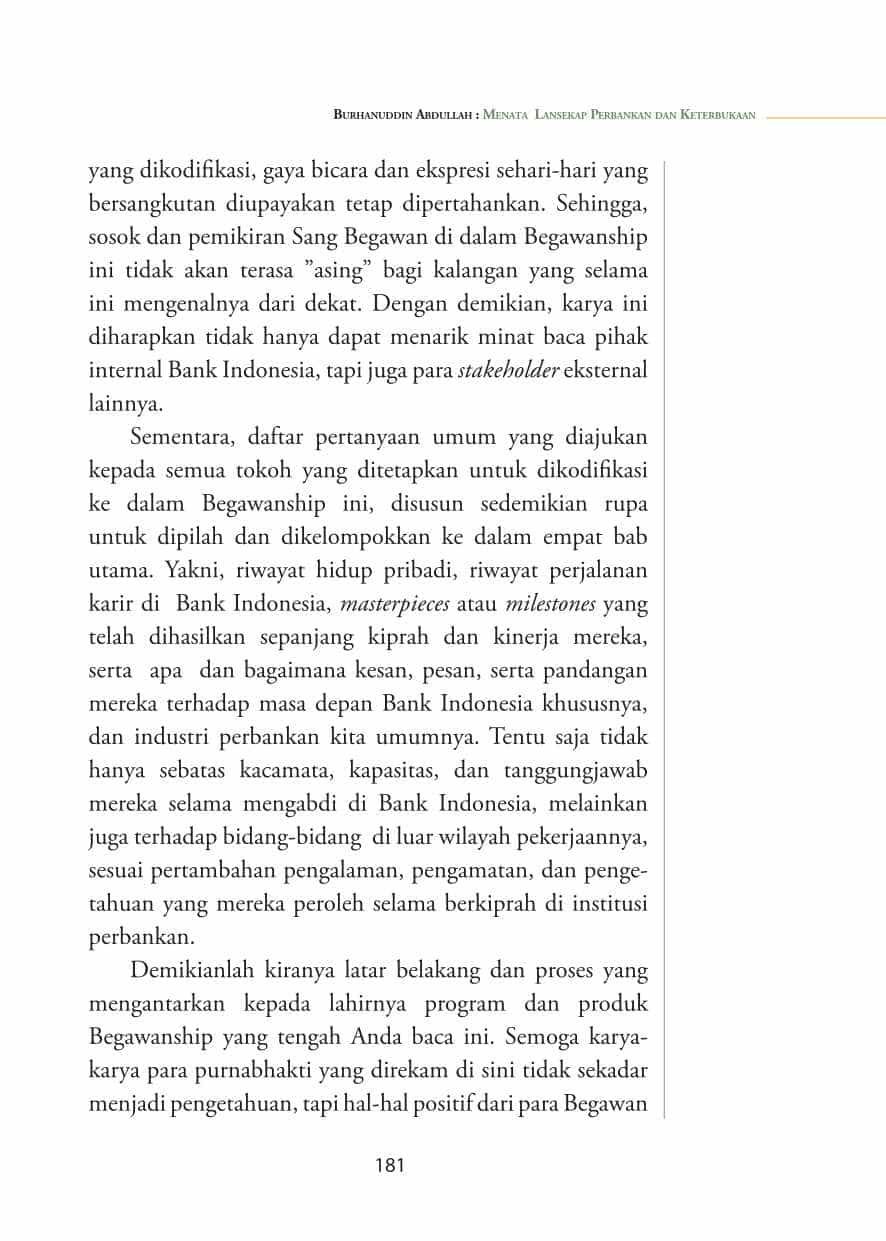 Burhanuddin Abdullah : Menata Lansekap Perbankan dan Keterbukaan
yang dikodifikasi, gaya bicara dan ekspresi sehari-hari yang
bersangkutan diupayakan tetap dipertahankan. Sehingga,
sosok dan pemikiran Sang Begawan di dalam Begawanship
ini tidak akan terasa ”asing” bagi kalangan yang selama
ini mengenalnya dari dekat. Dengan demikian, karya ini
diharapkan tidak hanya dapat menarik minat baca pihak
internal Bank Indonesia, tapi juga para stakeholder eksternal
lainnya.
Sementara, daftar pertanyaan umum yang diajukan
kepada semua tokoh yang ditetapkan untuk dikodifikasi
ke dalam Begawanship ini, disusun sedemikian rupa
untuk dipilah dan dikelompokkan ke dalam empat bab
utama. Yakni, riwayat hidup pribadi, riwayat perjalanan
karir di Bank Indonesia, masterpieces atau milestones yang
telah dihasilkan sepanjang kiprah dan kinerja mereka,
serta apa dan bagaimana kesan, pesan, serta pandangan
mereka terhadap masa depan Bank Indonesia khususnya,
dan industri perbankan kita umumnya. Tentu saja tidak
hanya sebatas kacamata, kapasitas, dan tanggungjawab
mereka selama mengabdi di Bank Indonesia, melainkan
juga terhadap bidang-bidang di luar wilayah pekerjaannya,
sesuai pertambahan pengalaman, pengamatan, dan penge-
tahuan yang mereka peroleh selama berkiprah di institusi
perbankan.
Demikianlah kiranya latar belakang dan proses yang
mengantarkan kepada lahirnya program dan produk
Begawanship yang tengah Anda baca ini. Semoga karya-
karya para purnabhakti yang direkam di sini tidak sekadar
menjadi pengetahuan, tapi hal-hal positif dari para Begawan
181